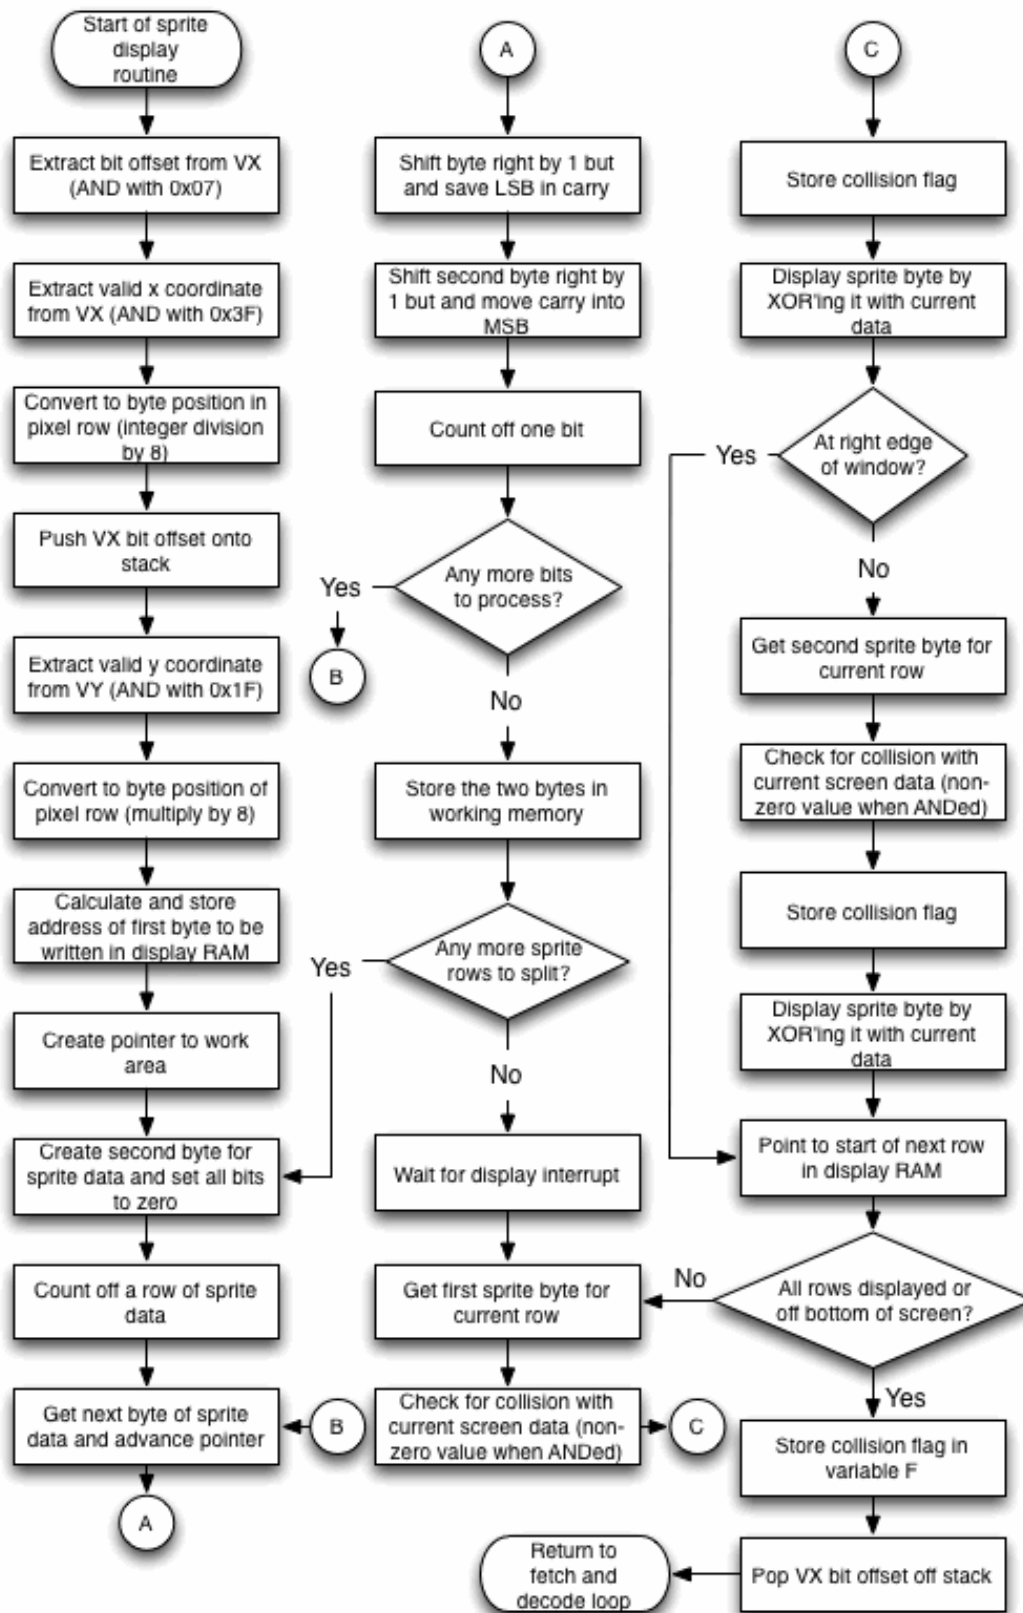 Start of sprite
display
routine
Extract bit offset from VX
(AND with 0x07)
Extract valid x coordinate
from VX (AND with 0x3F)
Convert to byte position in
pixel row (integer division
by 8)
Push VX bit offset onto
stack
Extract valid y coordinate
from VY (AND with 0x1F)
Convert to byte position of
pixel row (multiply by 8)
Calculate and store
address of first byte to be
written in display RAM
Create pointer to work
area
Create second byte for
sprite data and set all bits
to zero
Count off a row of sprite
data
Get next byte of sprite
data and advance pointer
A
A
Shift byte right by 1 but
and save LSB in carry
Shift second byte right by
1 but and move carry into
MSB
Count off one bit
Any more bits
to process?
Yes
B
No
Store the two bytes in
working memory
Any more sprite
rows to split?
Yes
No
Wait for display interrupt
Get first sprite byte for
current row
B
Check for collision with
current screen data (non-
zero value when ANDed)
C
C
Store collision flag
Display sprite byte by
XOR'ing it with current
data
At right edge
of window?
Yes
No
Get second sprite byte for
current row
Check for collision with
current screen data (non-
zero value when ANDed)
Store collision flag
Display sprite byte by
XOR'ing it with current
data
Point to start of next row
in display RAM
All rows displayed or
off bottom of screen?
No
Yes
Store collision flag in
variable F
Pop VX bit offset off stack
Return to
fetch and
decode loop